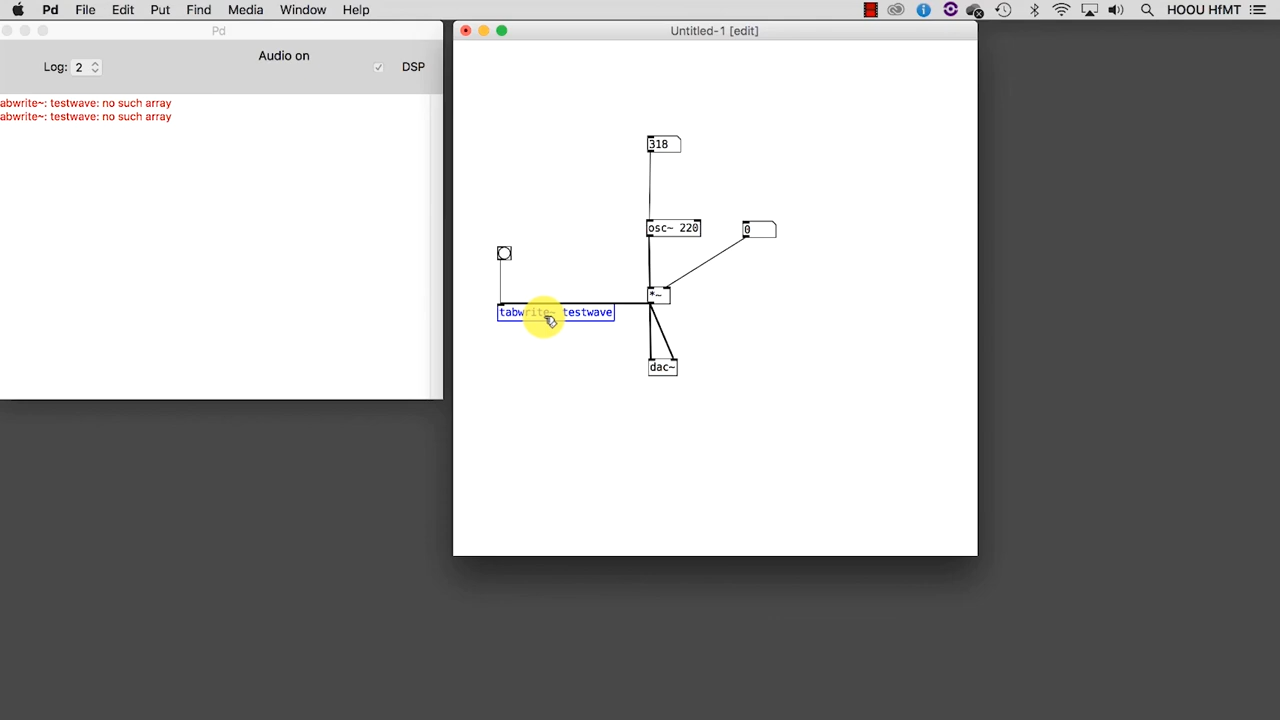 Pd File Edit Put Find Media Window Help HOOU HfMT
Pd
Audio on
Log: 2 DSP
abwrite~: testwave: no such array
abwrite~: testwave: no such array
Untitled-1 [edit]
318
osc~ 220
0
*~
tabwrite~ testwave
dac~